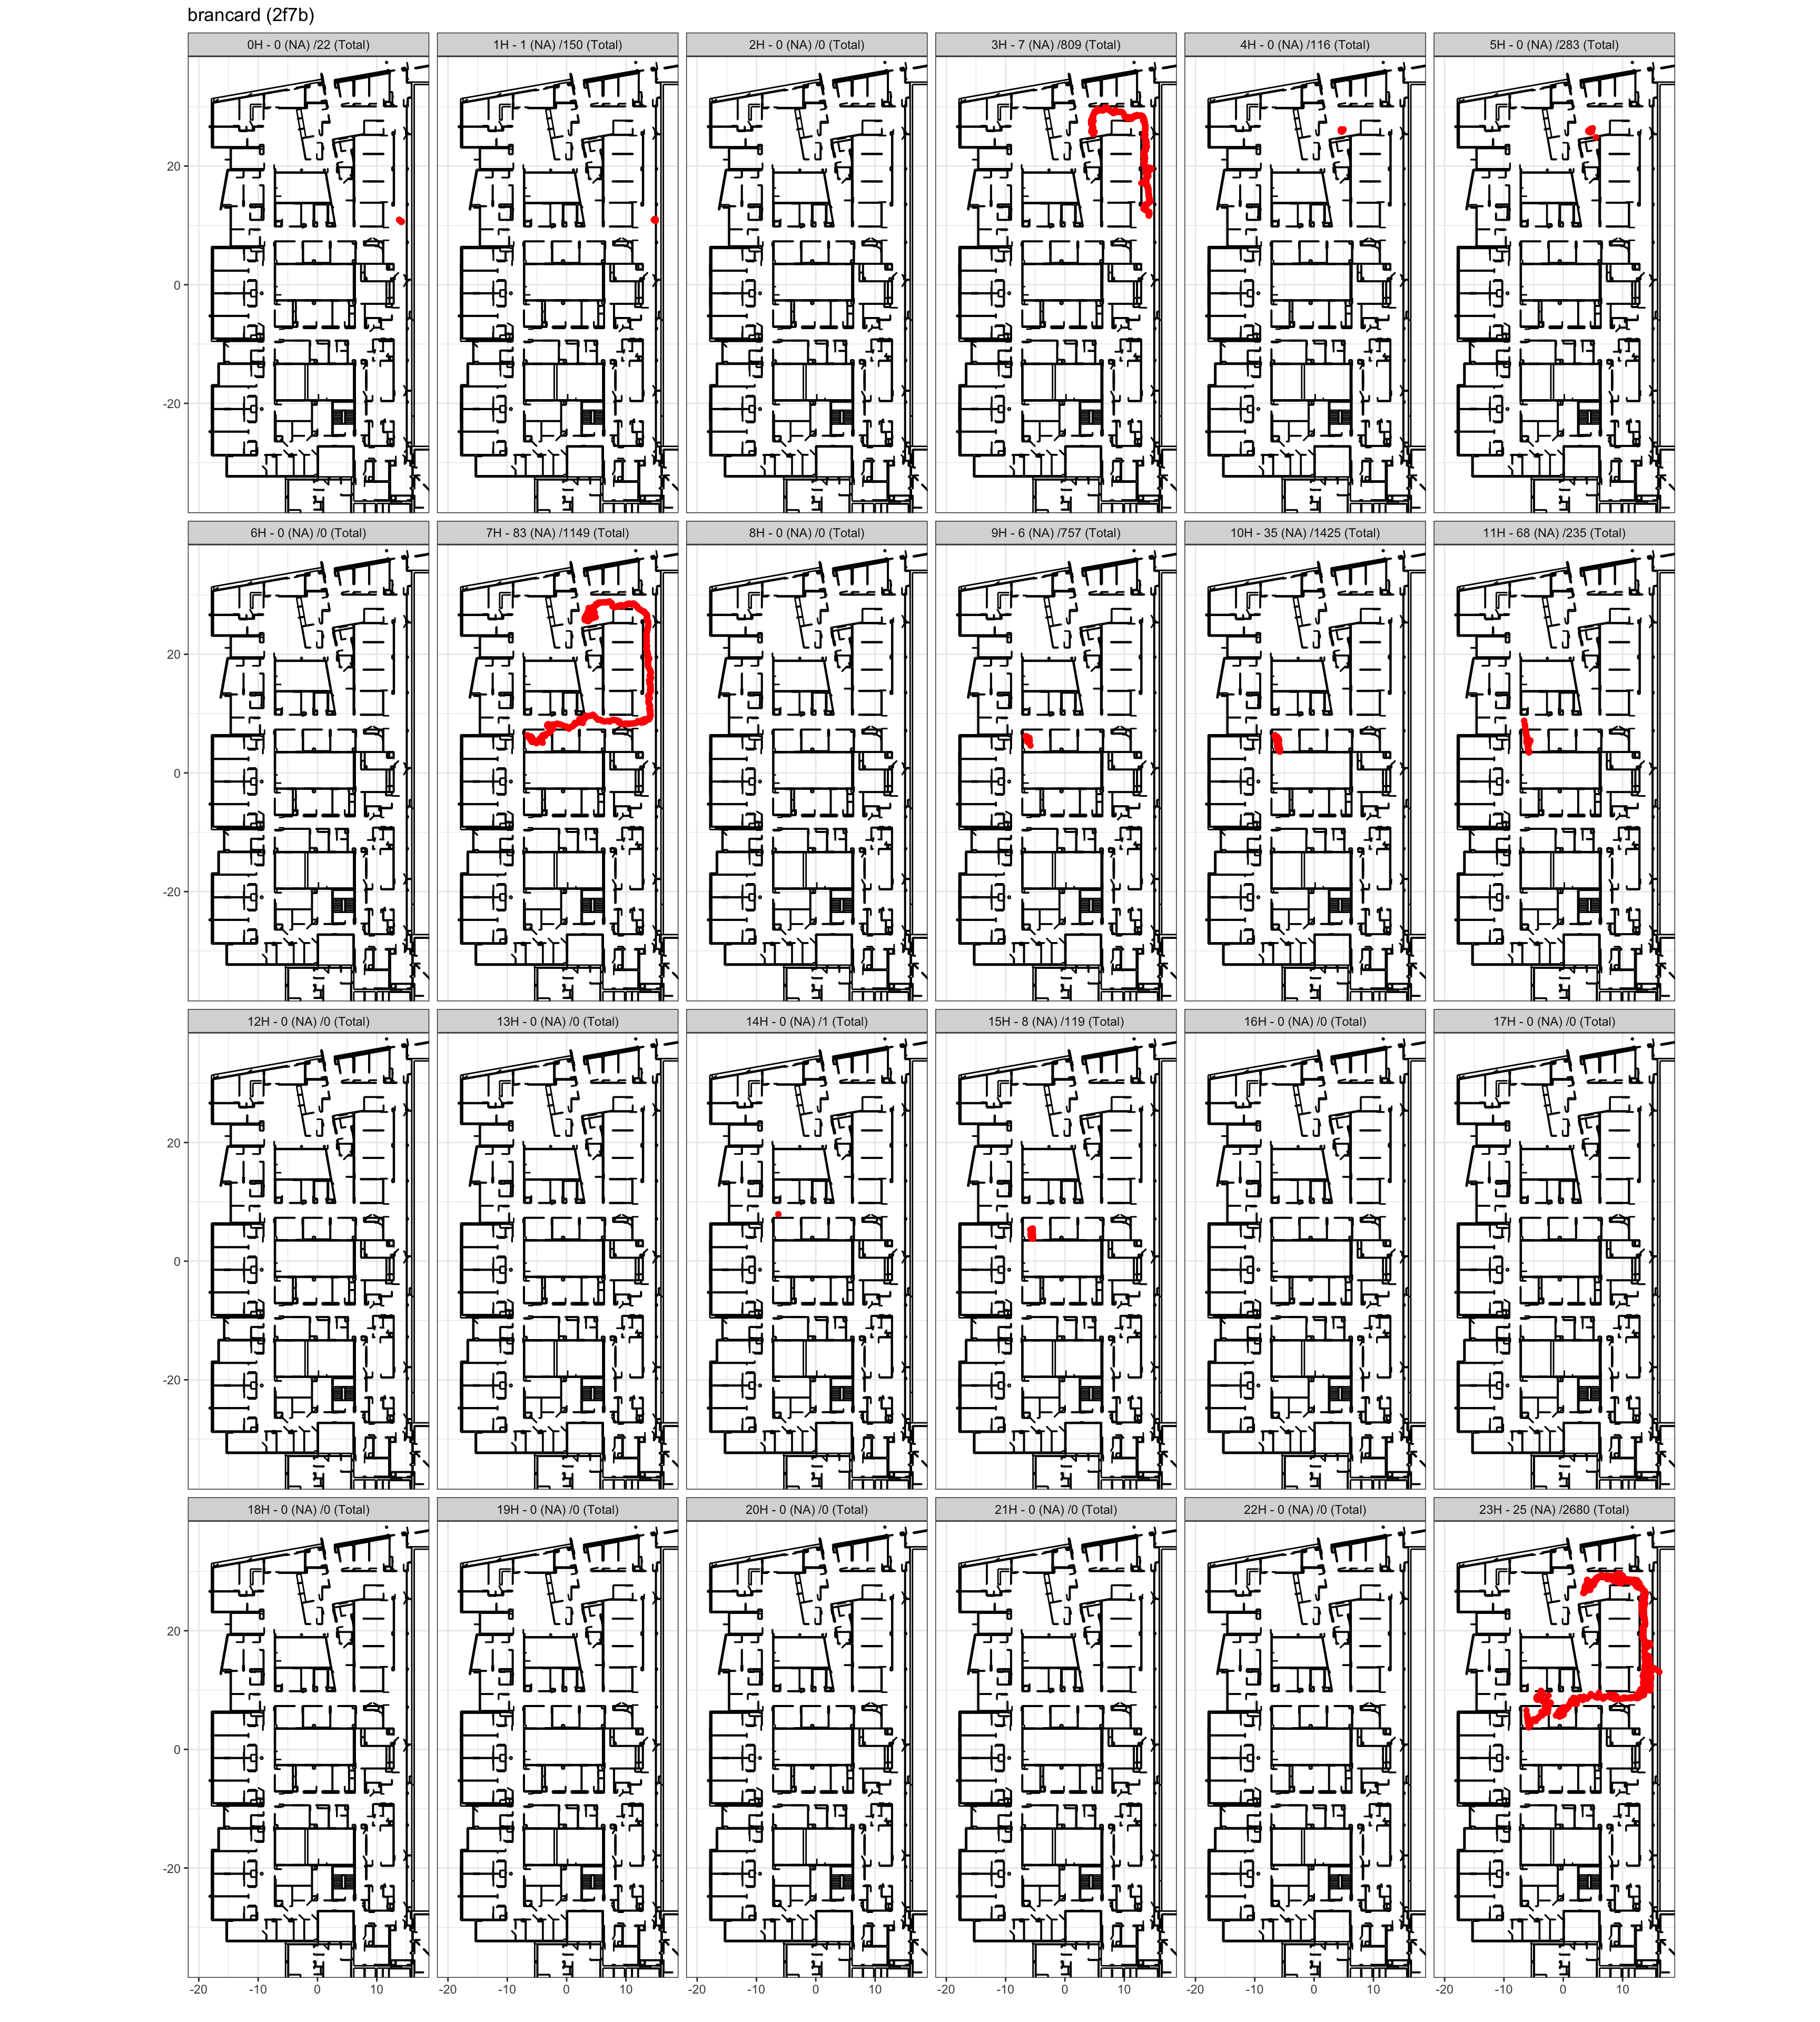 brancard (2f7b)
0H - 0 (NA) /22 (Total)
1H - 1 (NA) /150 (Total)
2H - 0 (NA) /0 (Total)
3H - 7 (NA) /809 (Total)
4H - 0 (NA) /116 (Total)
5H - 0 (NA) /283 (Total)
20
0
-20
6H - 0 (NA) /0 (Total)
7H - 83 (NA) /1149 (Total)
8H - 0 (NA) /0 (Total)
9H - 6 (NA) /757 (Total)
10H - 35 (NA) /1425 (Total)
11H - 68 (NA) /235 (Total)
20
0
-20
12H - 0 (NA) /0 (Total)
13H - 0 (NA) /0 (Total)
14H - 0 (NA) /1 (Total)
15H - 8 (NA) /119 (Total)
16H - 0 (NA) /0 (Total)
17H - 0 (NA) /0 (Total)
20
0
-20
18H - 0 (NA) /0 (Total)
19H - 0 (NA) /0 (Total)
20H - 0 (NA) /0 (Total)
21H - 0 (NA) /0 (Total)
22H - 0 (NA) /0 (Total)
23H - 25 (NA) /2680 (Total)
20
0
-20
-20 -10 0 10
-20 -10 0 10
-20 -10 0 10
-20 -10 0 10
-20 -10 0 10
-20 -10 0 10